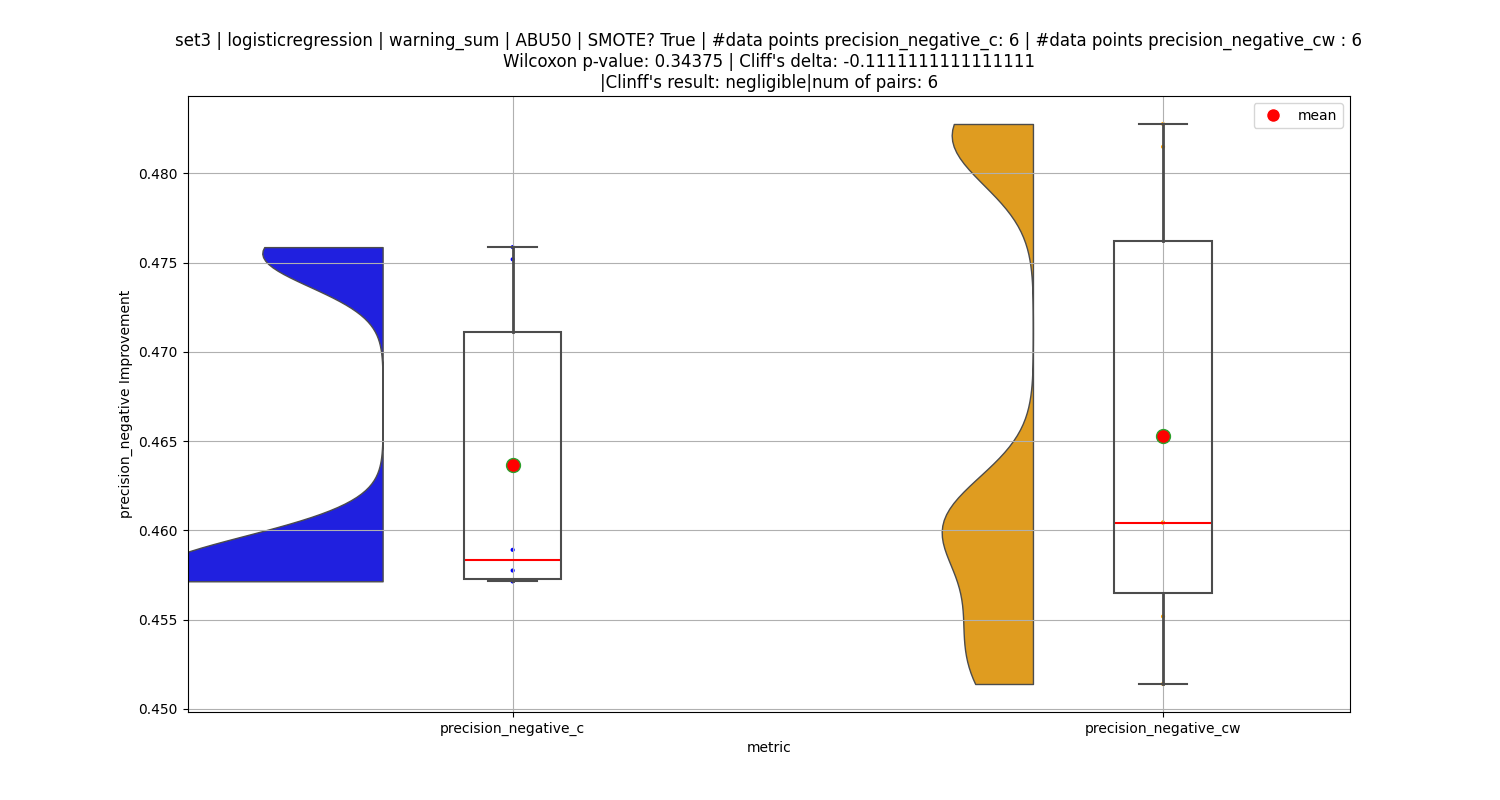 set3 | logisticregression | warning_sum | ABU50 | SMOTE? True | #data points precision_negative_c: 6 | #data points precision_negative_cw : 6
Wilcoxon p-value: 0.34375 | Cliff's delta: -0.1111111111111111
|Clinff's result: negligible|num of pairs: 6
mean
0.480
0.475
0.470
0.465
0.460
0.455
0.450
precision_negative Improvement
precision_negative_c
precision_negative_cw
metric